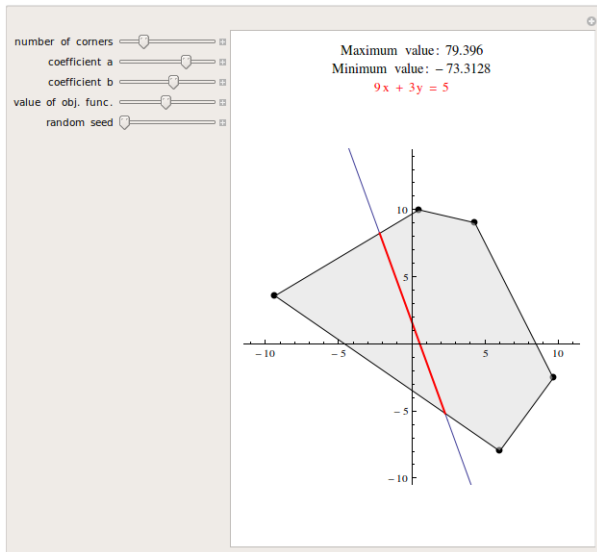 number of corners
coefficient a
coefficient b
value of obj. func.
random seed
Maximum value: 79.396
Minimum value: – 73.3128
9 x + 3 y = 5
10
5
– 10
– 5
5
10
– 5
– 10